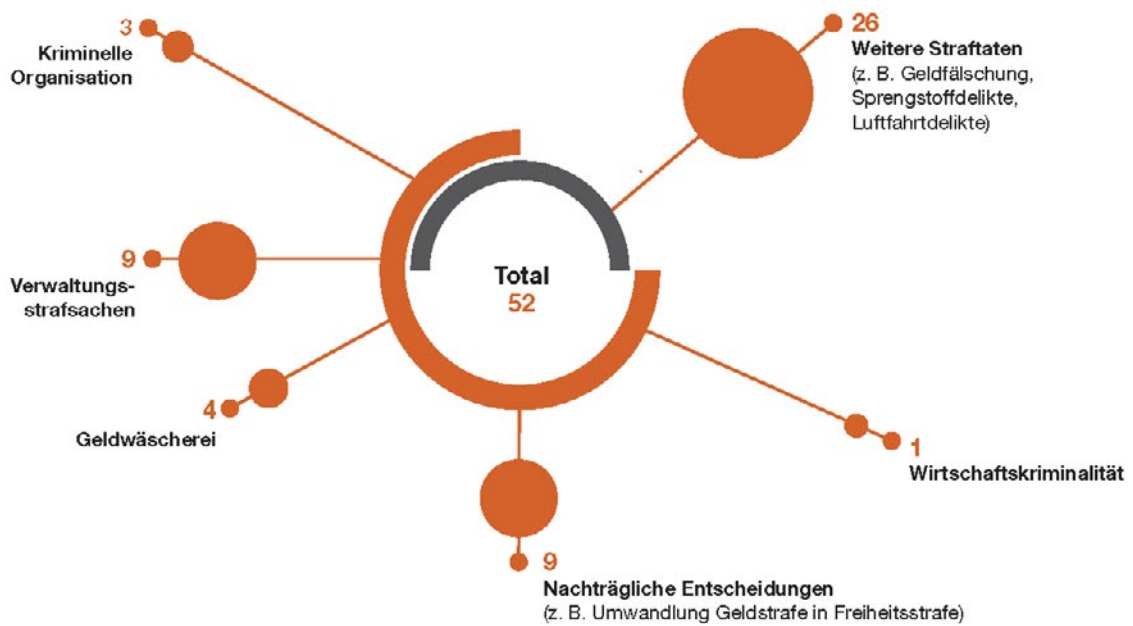 3
Kriminelle
Organisation
26
Weitere Straftaten
(z. B. Geldfälschung,
Sprengstoffdelikte,
Luftfahrtdelikte)
9
Verwaltungs-
strafsachen
Total
52
4
Geldwäscherei
1
Wirtschaftskriminalität
9
Nachträgliche Entscheidungen
(z. B. Umwandlung Geldstrafe in Freiheitsstrafe)